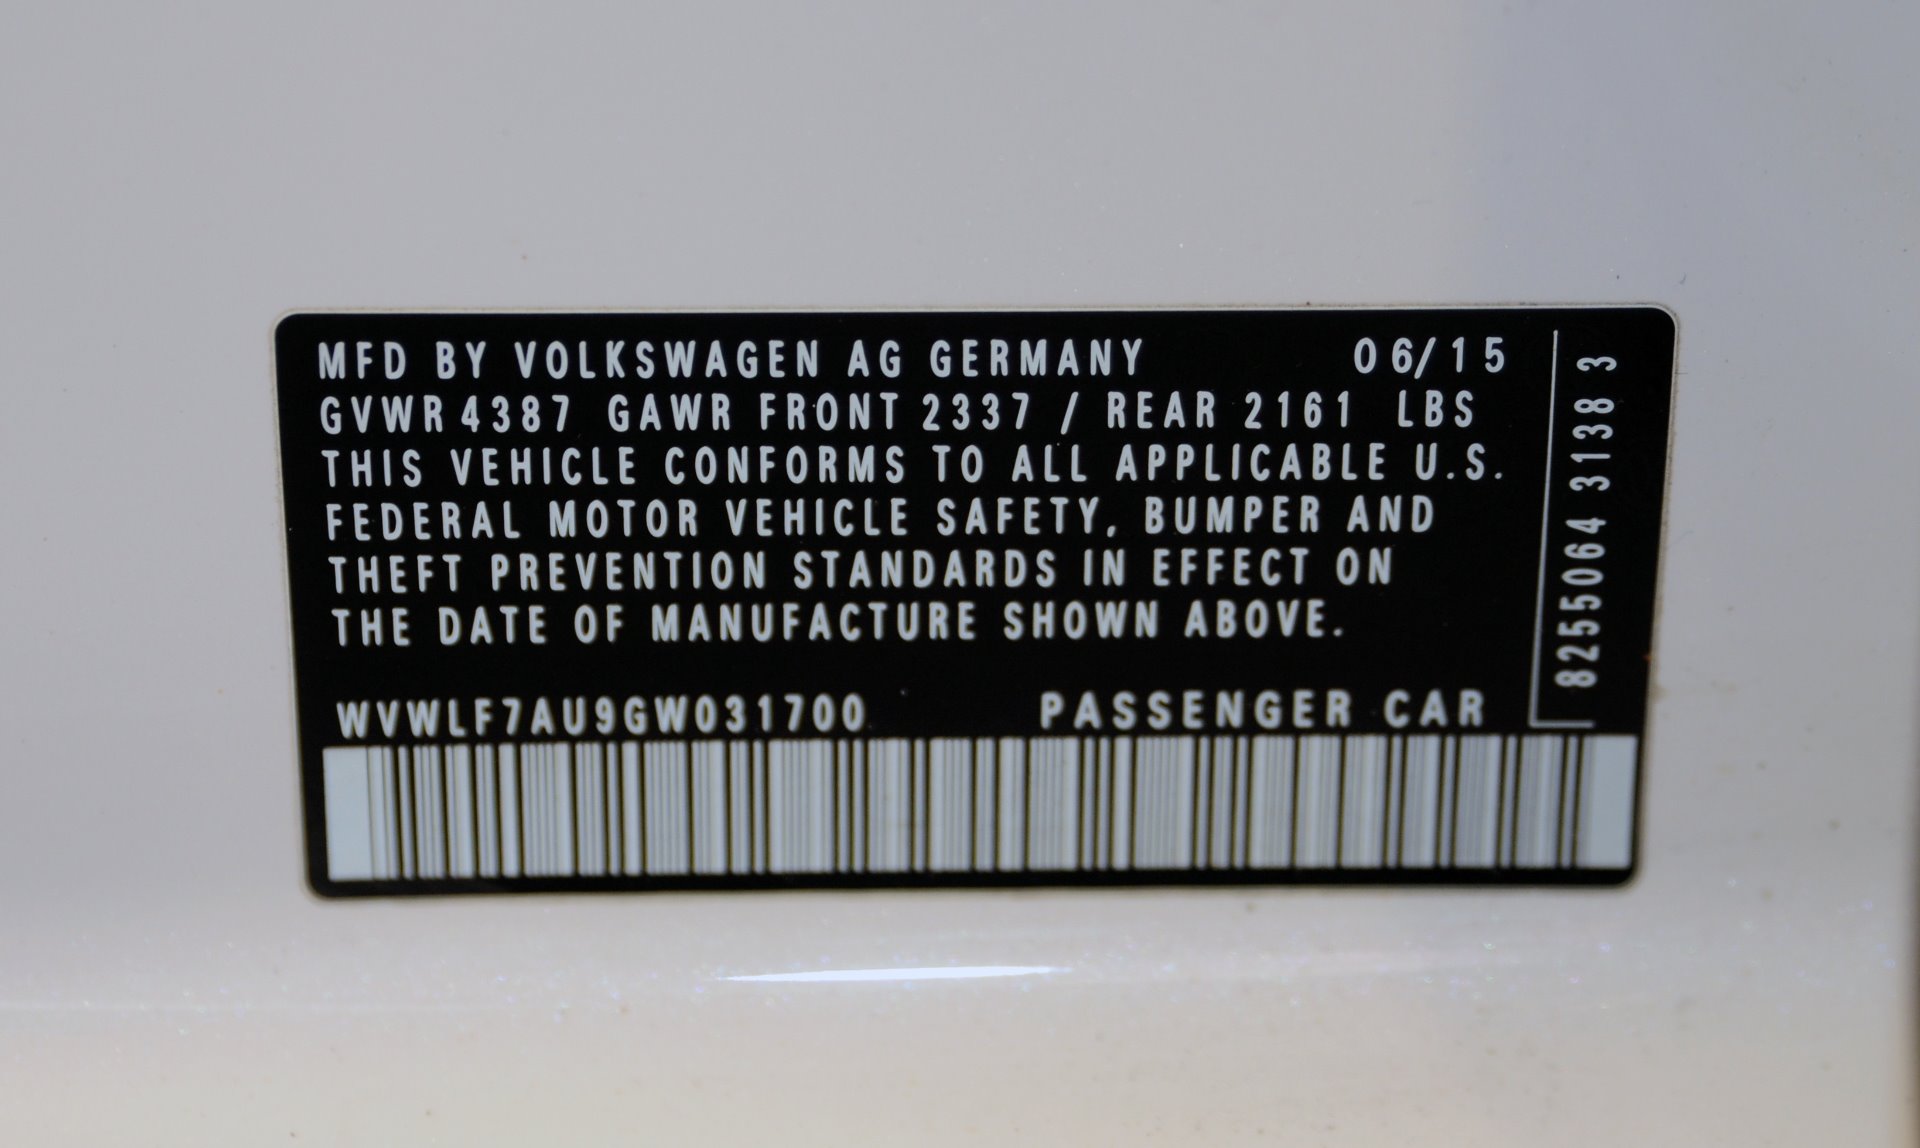 MFD BY VOLKSWAGEN AG GERMANY 06/15
GVWR 4387 GAWR FRONT 2337 / REAR 2161 LBS
THIS VEHICLE CONFORMS TO ALL APPLICABLE U.S.
FEDERAL MOTOR VEHICLE SAFETY, BUMPER AND
THEFT PREVENTION STANDARDS IN EFFECT ON
THE DATE OF MANUFACTURE SHOWN ABOVE.
WVWLF7AU9GW031700 PASSENGER CAR
8255064 3138 3